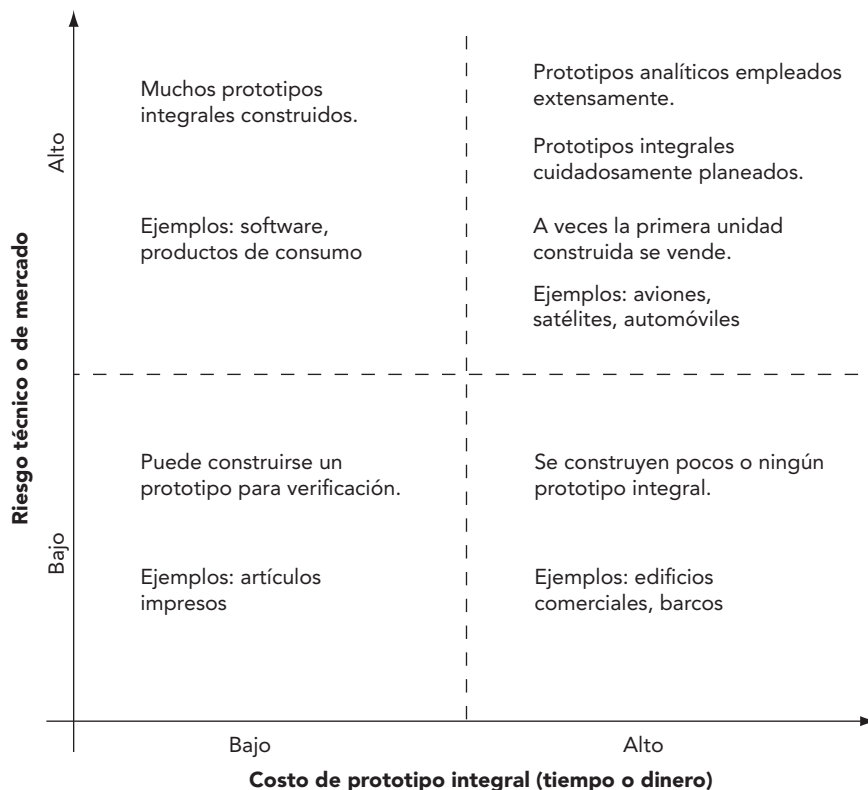 Muchos prototipos
integrales construidos.
Ejemplos: software,
productos de consumo
Prototipos analíticos empleados
extensamente.
Prototipos integrales
cuidadosamente planeados.
A veces la primera unidad
construida se vende.
Ejemplos: aviones,
satélites, automóviles
Alto
Riesgo técnico o de mercado
Bajo
Puede construirse un
prototipo para verificación.
Ejemplos: artículos
impresos
Se construyen pocos o ningún
prototipo integral.
Ejemplos: edificios
comerciales, barcos
Bajo
Alto
Costo de prototipo integral (tiempo o dinero)